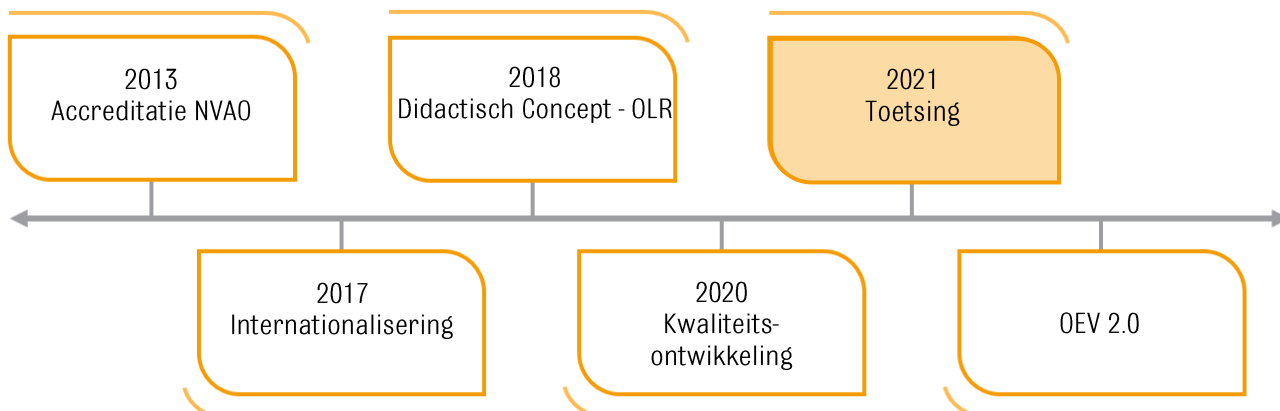 2013
Accreditatie NVAO
2017
Internationalisering
2018
Didactisch Concept - OLR
2020
Kwaliteits-
ontwikkeling
2021
Toetsing
OEV 2.0